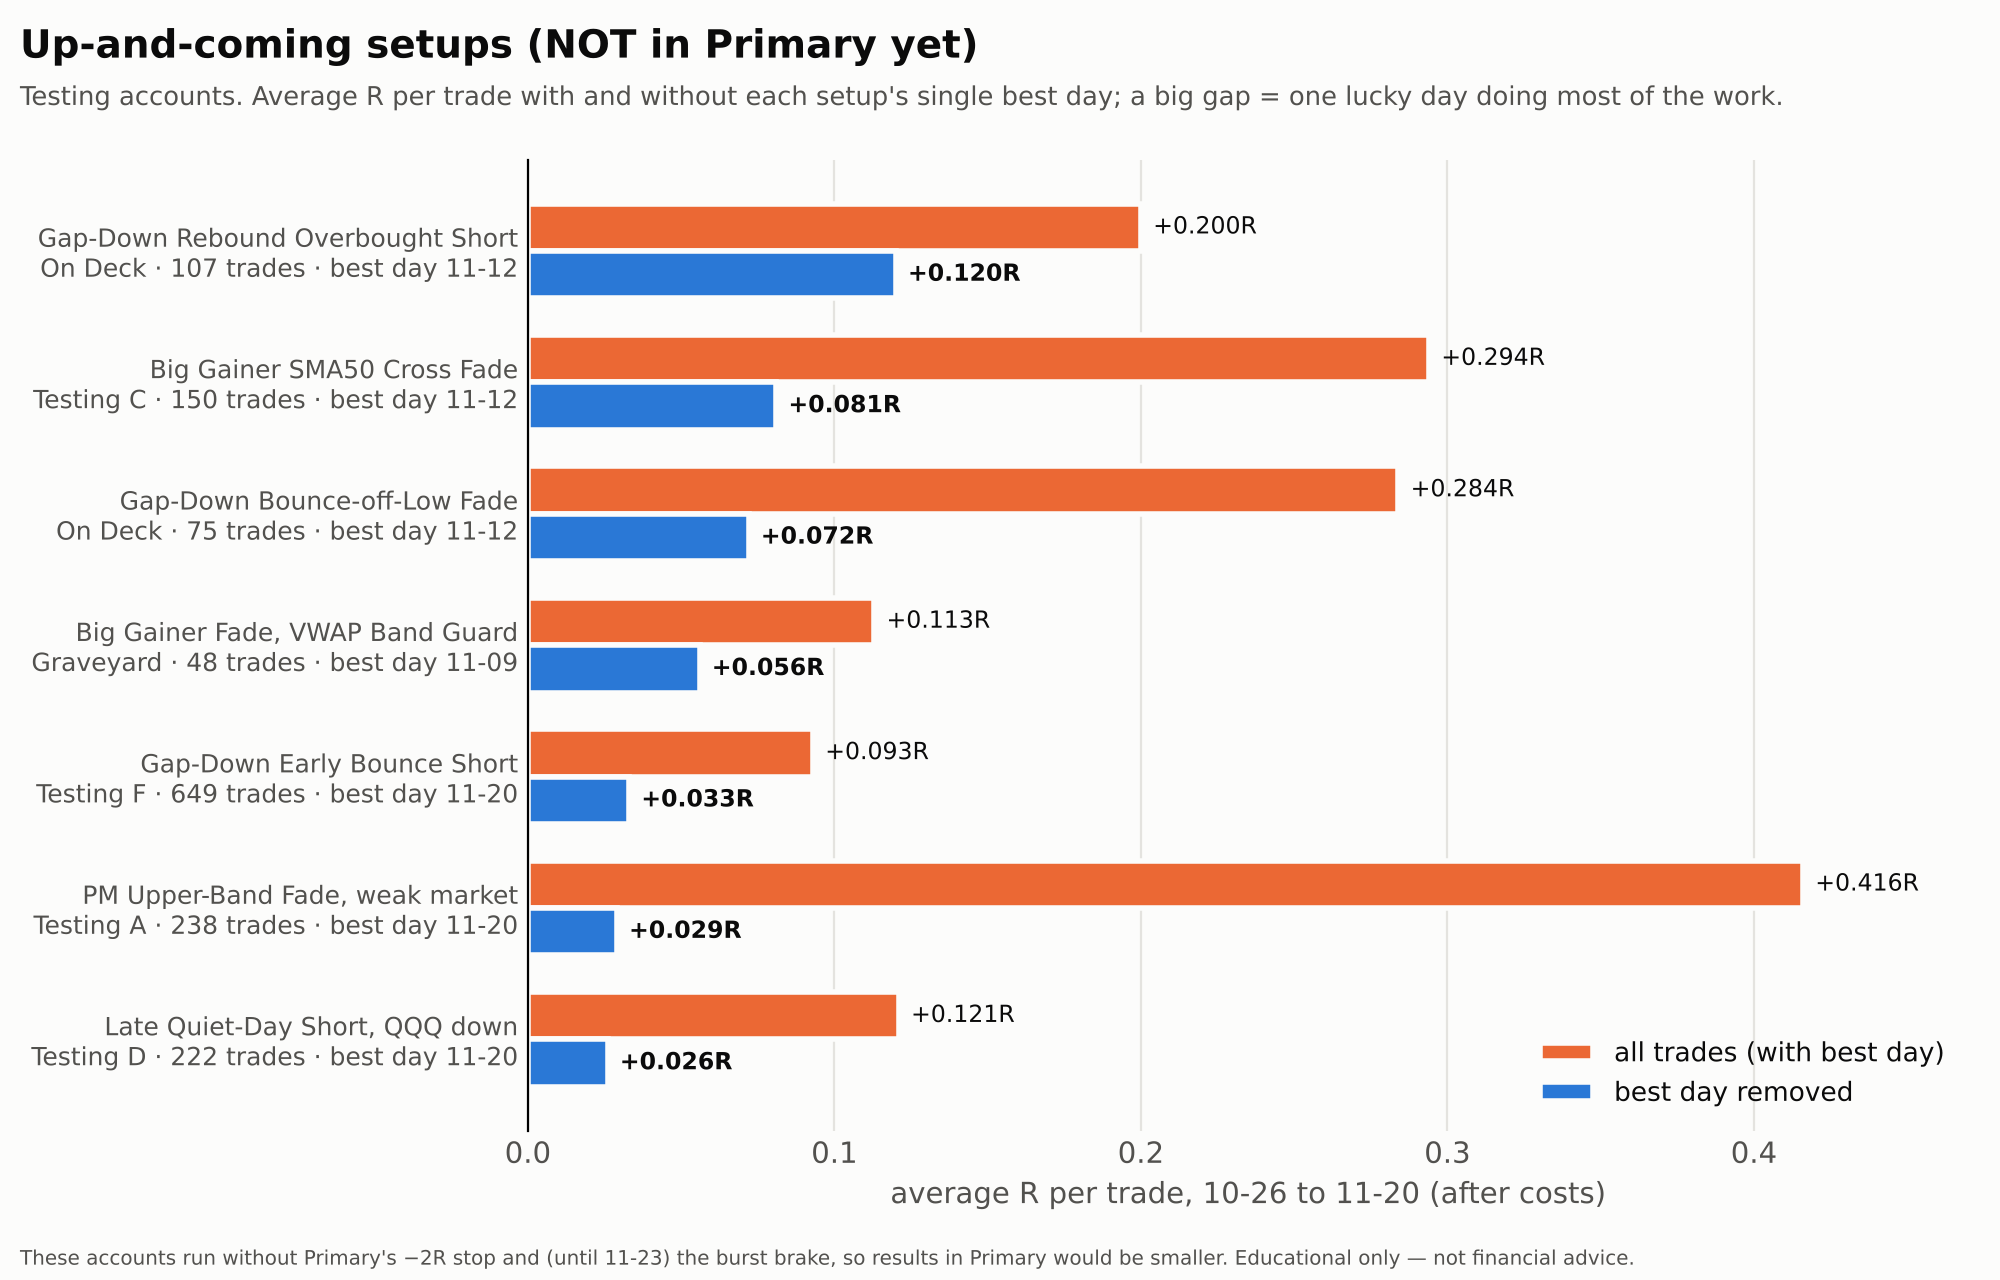 Up-and-coming setups (NOT in Primary yet)
Testing accounts. Average R per trade with and without each setup's single best day; a big gap = one lucky day doing most of the work.
Gap-Down Rebound Overbought Short
On Deck · 107 trades · best day 11-12
+0.200R
+0.120R
Big Gainer SMA50 Cross Fade
Testing C · 150 trades · best day 11-12
+0.294R
+0.081R
Gap-Down Bounce-off-Low Fade
On Deck · 75 trades · best day 11-12
+0.284R
+0.072R
Big Gainer Fade, VWAP Band Guard
Graveyard · 48 trades · best day 11-09
+0.113R
+0.056R
Gap-Down Early Bounce Short
Testing F · 649 trades · best day 11-20
+0.093R
+0.033R
PM Upper-Band Fade, weak market
Testing A · 238 trades · best day 11-20
+0.416R
+0.029R
Late Quiet-Day Short, QQQ down
Testing D · 222 trades · best day 11-20
+0.121R
+0.026R
all trades (with best day)
best day removed
0.0 0.1 0.2 0.3 0.4
average R per trade, 10-26 to 11-20 (after costs)
These accounts run without Primary's −2R stop and (until 11-23) the burst brake, so results in Primary would be smaller. Educational only — not financial advice.